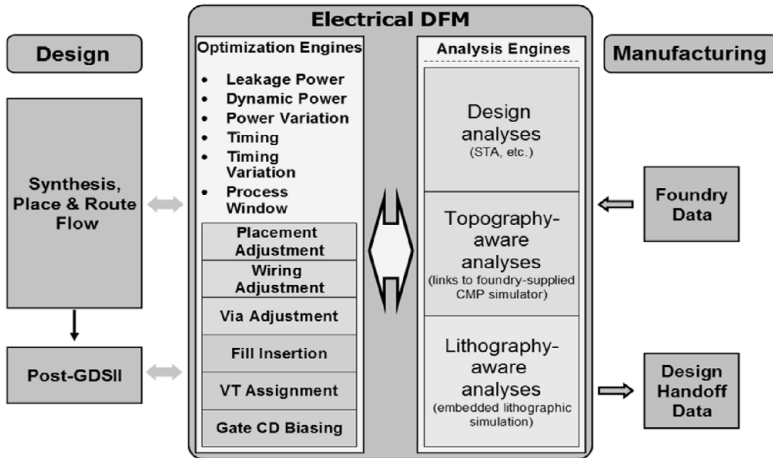 Electrical DFM
Design
Synthesis,
Place & Route
Flow
Post-GDSII
Optimization Engines
• Leakage Power
• Dynamic Power
• Power Variation
• Timing
• Timing
Variation
• Process
Window
Placement
Adjustment
Wiring
Adjustment
Via Adjustment
Fill Insertion
VT Assignment
Gate CD Biasing
Analysis Engines
Design
analyses
(STA, etc.)
Topography-
aware
analyses
(links to foundry-supplied
CMP simulator)
Lithography-
aware
analyses
(embedded lithographic
simulation)
Manufacturing
Foundry
Data
Design
Handoff
Data